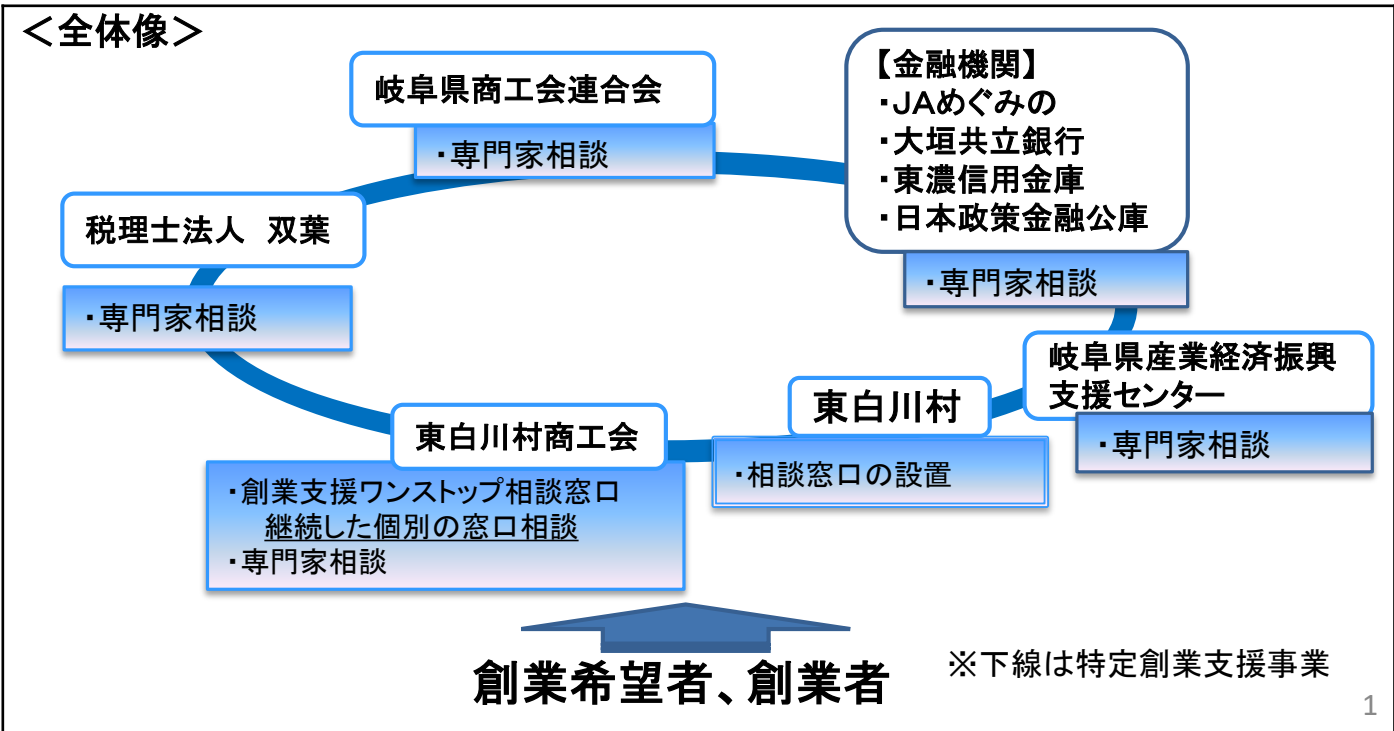 ＜全体像＞
岐阜県商工会連合会
・専門家相談
【金融機関】
・ＪＡめぐみの
・大垣共立銀行
・東濃信用金庫
・日本政策金融公庫
・専門家相談
税理士法人　双葉
・専門家相談
岐阜県産業経済振興
支援センター
・専門家相談
東白川村
・相談窓口の設置
東白川村商工会
・創業支援ワンストップ相談窓口
継続した個別の窓口相談
・専門家相談
創業希望者、創業者
※下線は特定創業支援事業
1